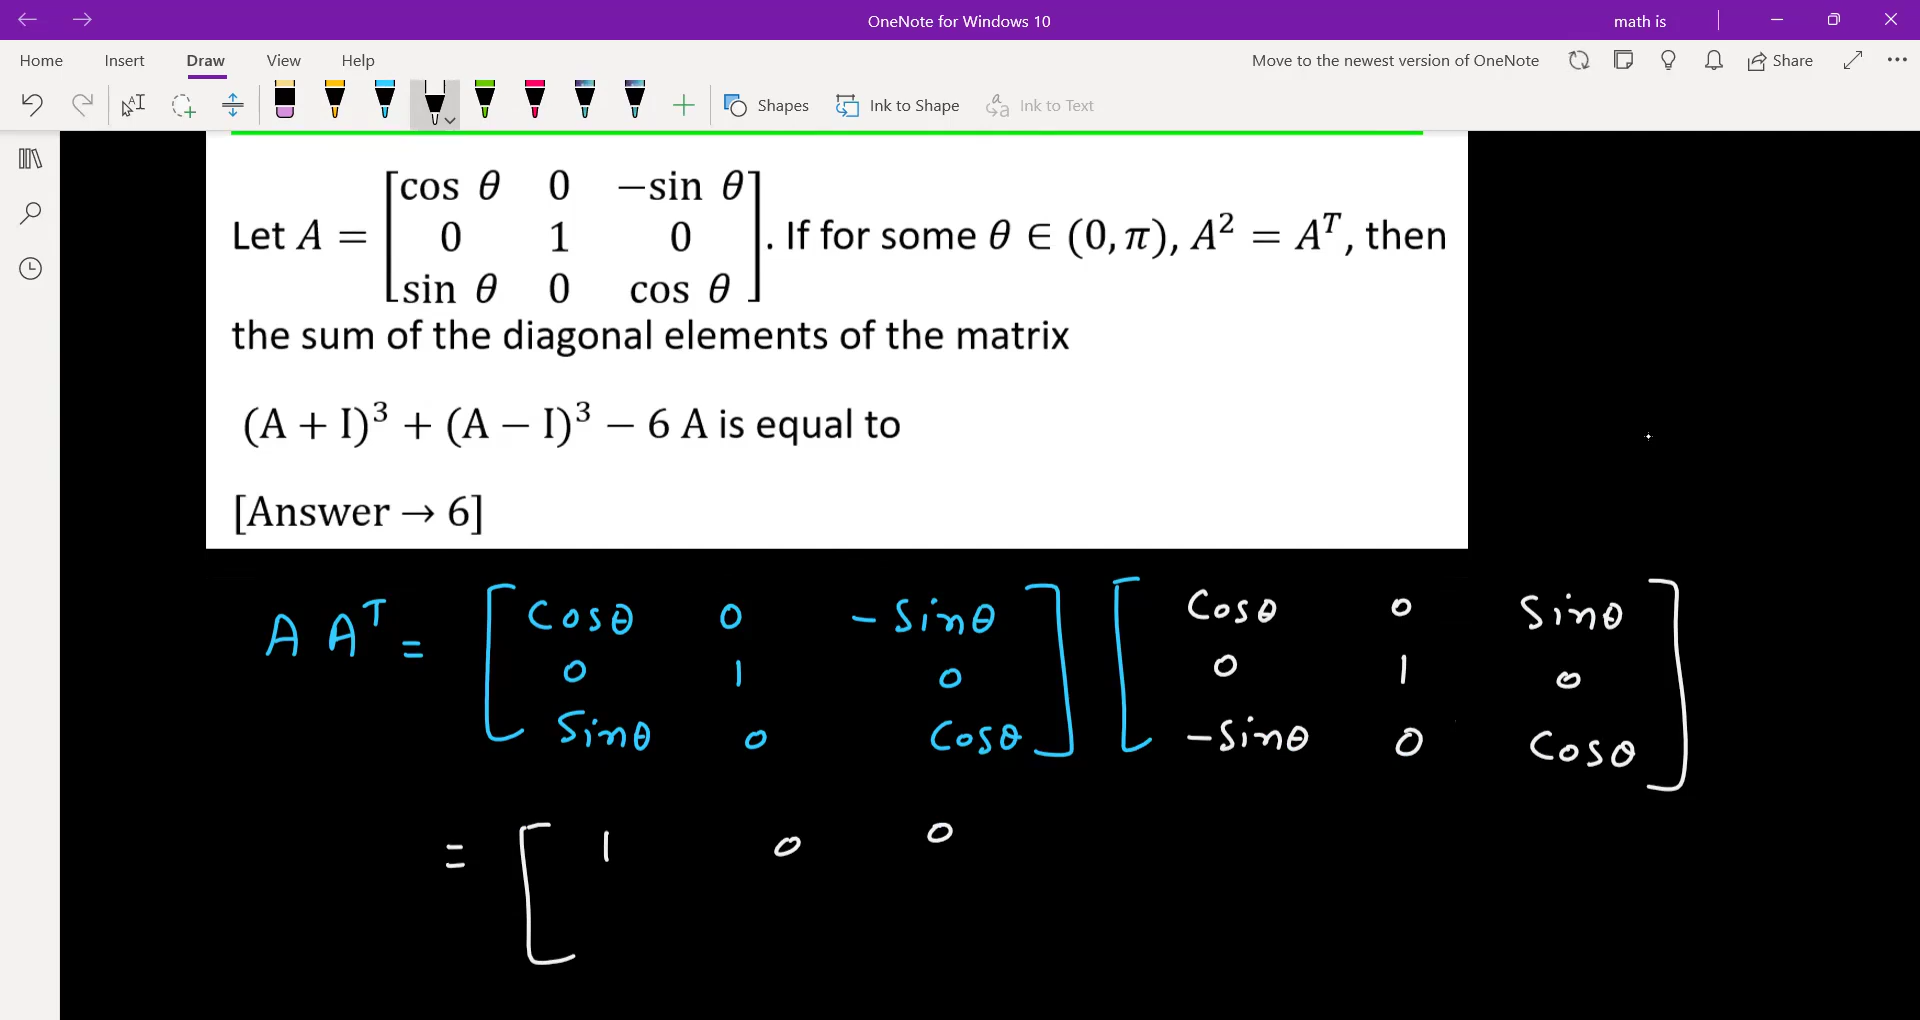 OneNote for Windows 10
math is
Home Insert Draw View Help
Move to the newest version of OneNote
Share
Shapes Ink to Shape Ink to Text
Let A = [cos θ 0 −sin θ
0 1 0
sin θ 0 cos θ]. If for some θ ∈ (0, π), A² = Aᵀ, then
the sum of the diagonal elements of the matrix
(A + I)³ + (A − I)³ − 6 A is equal to
[Answer → 6]
A Aᵀ = [Cosθ 0 - Sinθ] [Cosθ 0 Sinθ]
0 1 0 0 1 0
Sinθ 0 Cosθ -Sinθ 0 Cosθ
= [1 0 0